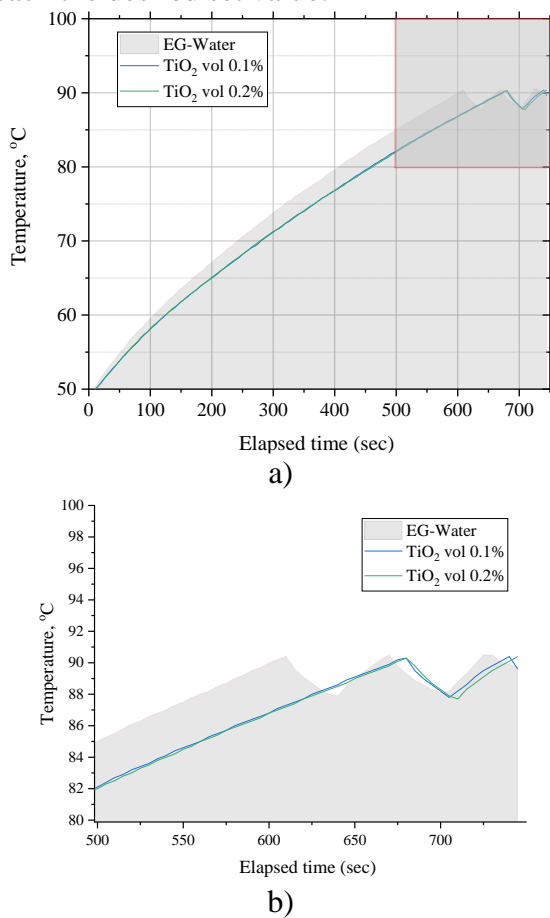 EG-Water
TiO2 vol 0.1%
TiO2 vol 0.2%
100
90
80
70
60
50
Temperature, °C
0 100 200 300 400 500 600 700
Elapsed time (sec)
a)
EG-Water
TiO2 vol 0.1%
TiO2 vol 0.2%
100
98
96
94
92
90
88
86
84
82
80
Temperature, °C
500 550 600 650 700
Elapsed time (sec)
b)